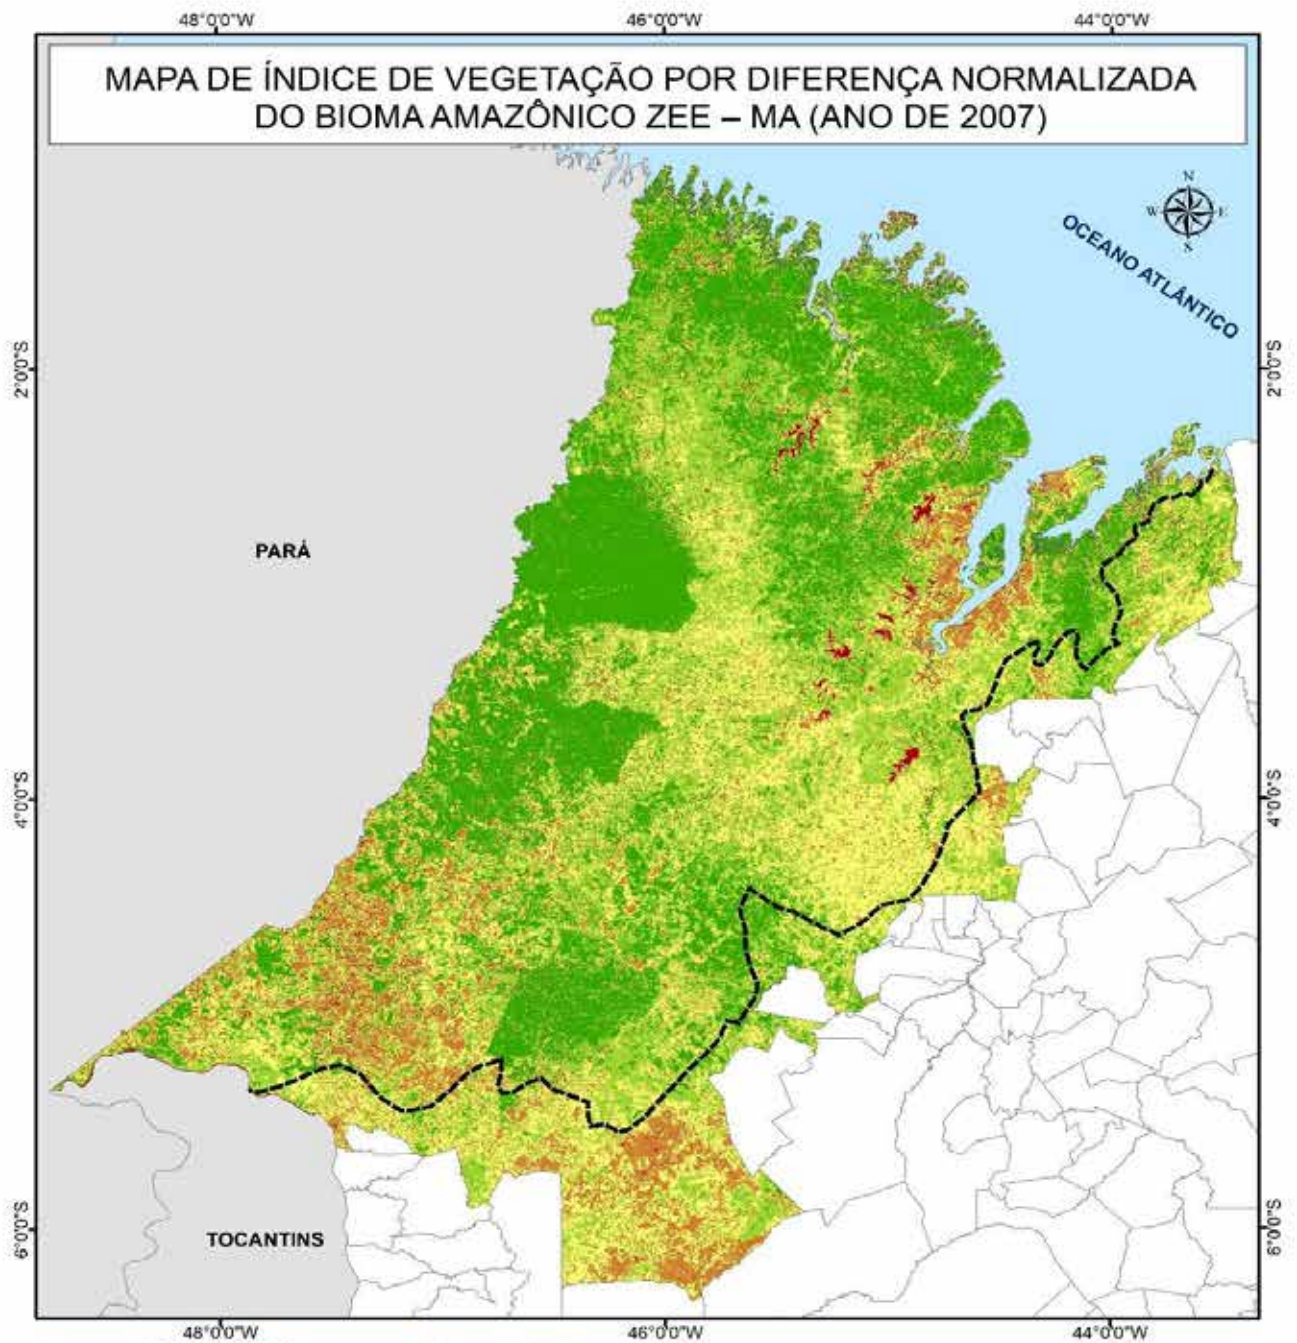 48°0'0"W 46°0'0"W 44°0'0"W
MAPA DE ÍNDICE DE VEGETAÇÃO POR DIFERENÇA NORMALIZADA
DO BIOMA AMAZÔNICO ZEE – MA (ANO DE 2007)
N
W E
S
OCEANO ATLÂNTICO
2°0'0"S 2°0'0"S
PARÁ
4°0'0"S 4°0'0"S
6°0'0"S 6°0'0"S
TOCANTINS
48°0'0"W 46°0'0"W 44°0'0"W